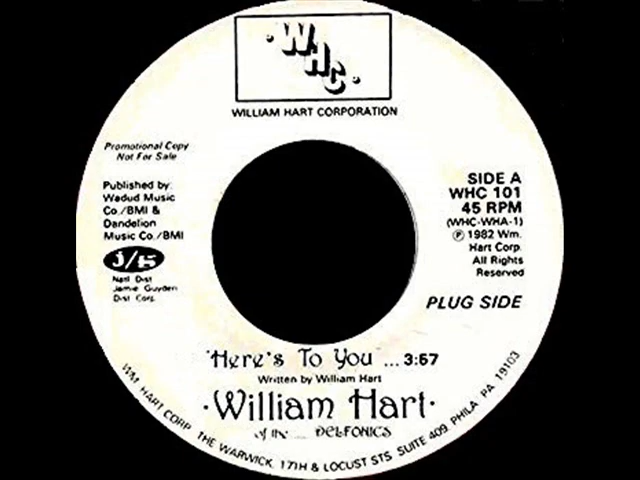 WHC
WILLIAM HART CORPORATION
Promotional Copy
Not For Sale
Published by:
Wadud Music
Co./BMI &
Dandelion
Music Co./BMI
j/g
Natl Dist
Jamie Guyden
Dist Corp.
SIDE A
WHC 101
45 RPM
(WHC-WHA-1)
℗ 1982 Wm.
Hart Corp.
All Rights
Reserved
PLUG SIDE
"Here's To You ... 3:57
Written by William Hart
·William Hart·
of the ... DELFONICS
WM. HART CORP. THE WARWICK, 17TH & LOCUST STS. SUITE 409, PHILA. PA. 19103